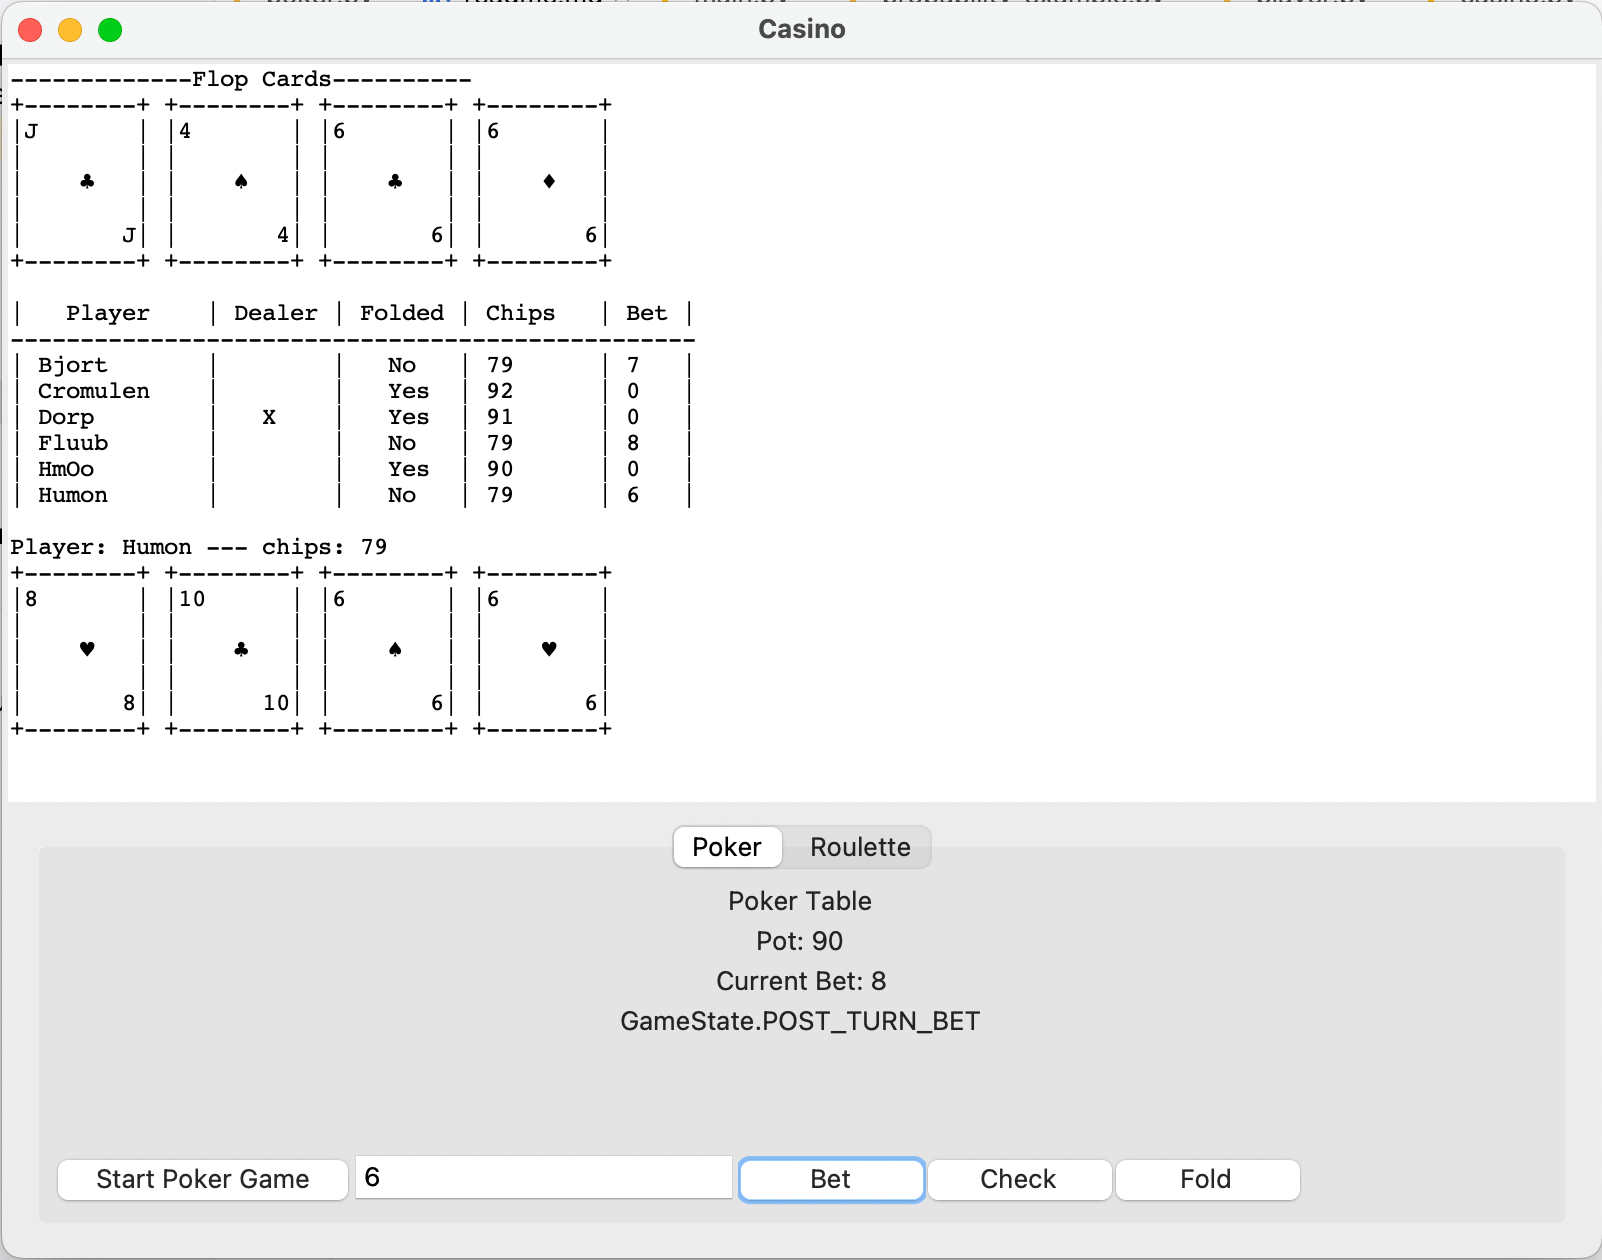 Casino
-------------Flop Cards----------
+--------+ +--------+ +--------+ +--------+
|J       | |4       | |6       | |6       |
|        | |        | |        | |        |
|    ♣   | |    ♠   | |    ♣   | |    ♦   |
|        | |        | |        | |        |
|       J| |       4| |       6| |       6|
+--------+ +--------+ +--------+ +--------+
|   Player    | Dealer | Folded | Chips   | Bet |
-------------------------------------------------
| Bjort       |        |   No   | 79      | 7   |
| Cromulen    |        |   Yes  | 92      | 0   |
| Dorp        |   X    |   Yes  | 91      | 0   |
| Fluub       |        |   No   | 79      | 8   |
| HmOo        |        |   Yes  | 90      | 0   |
| Humon       |        |   No   | 79      | 6   |
Player: Humon --- chips: 79
+--------+ +--------+ +--------+ +--------+
|8       | |10      | |6       | |6       |
|        | |        | |        | |        |
|    ♥   | |    ♣   | |    ♠   | |    ♥   |
|        | |        | |        | |        |
|       8| |      10| |       6| |       6|
+--------+ +--------+ +--------+ +--------+
Poker Roulette
Poker Table
Pot: 90
Current Bet: 8
GameState.POST_TURN_BET
Start Poker Game 6 Bet Check Fold